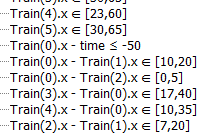 Train(4).x ∈ [23,60]
Train(5).x ∈ [30,65]
Train(0).x - time ≤ -50
Train(0).x - Train(1).x ∈ [10,20]
Train(0).x - Train(2).x ∈ [0,5]
Train(3).x - Train(0).x ∈ [17,40]
Train(4).x - Train(0).x ∈ [10,35]
Train(2).x - Train(1).x ∈ [7,20]